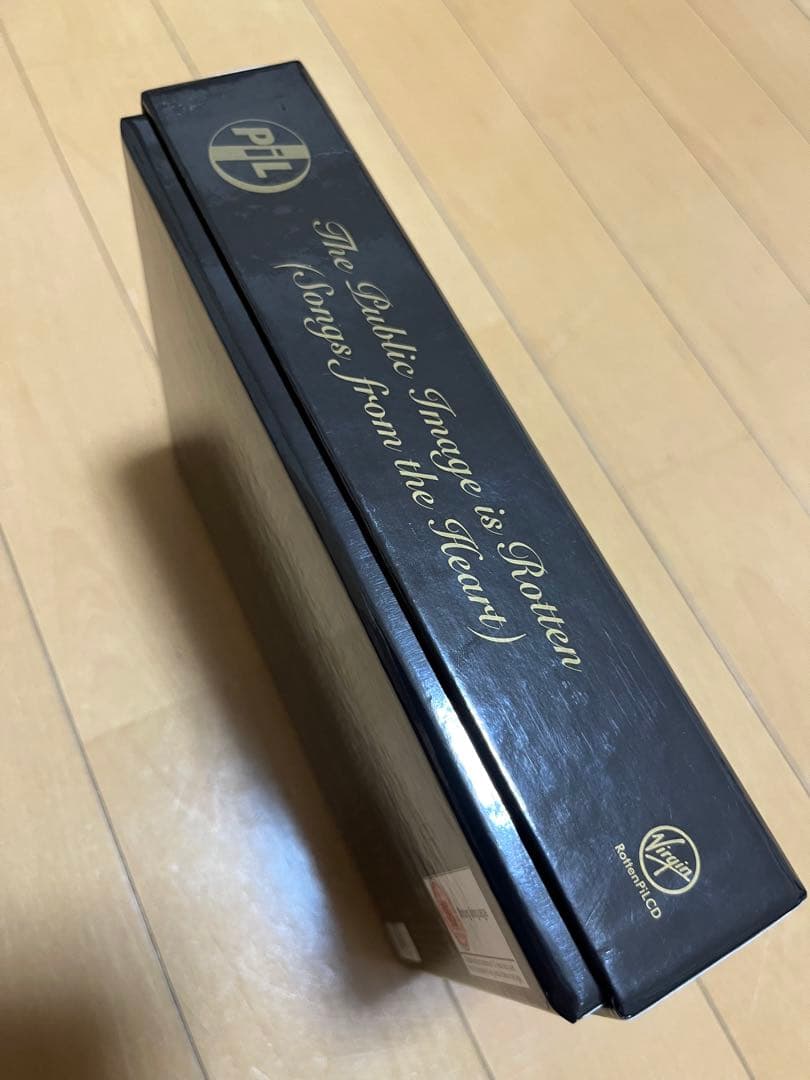 PiL
The Public Image is Rotten
(Songs from the Heart)
Virgin
RottenPiLCD